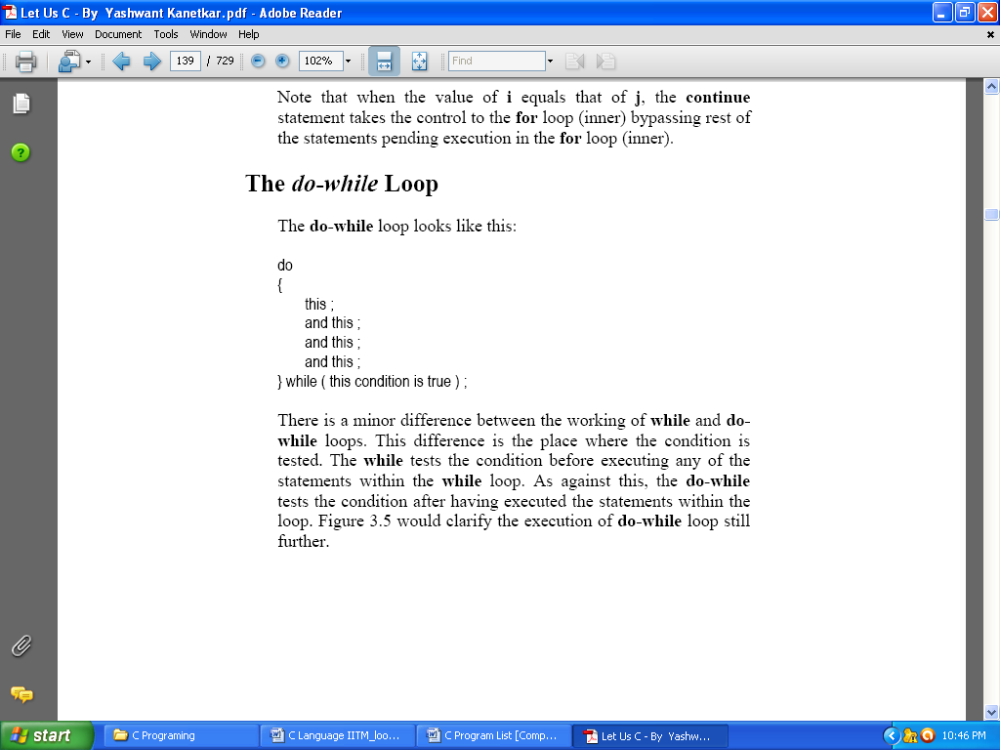 Let Us C - By  Yashwant Kanetkar.pdf - Adobe Reader
File Edit View Document Tools Window Help
139 / 729 102% Find
Note that when the value of i equals that of j, the continue
statement takes the control to the for loop (inner) bypassing rest of
the statements pending execution in the for loop (inner).
The do-while Loop
The do-while loop looks like this:
do
{
this ;
and this ;
and this ;
and this ;
} while ( this condition is true ) ;
There is a minor difference between the working of while and do-
while loops. This difference is the place where the condition is
tested. The while tests the condition before executing any of the
statements within the while loop. As against this, the do-while
tests the condition after having executed the statements within the
loop. Figure 3.5 would clarify the execution of do-while loop still
further.
start C Programing C Language IITM_loo... C Program List [Comp... Let Us C - By  Yashw... 10:46 PM